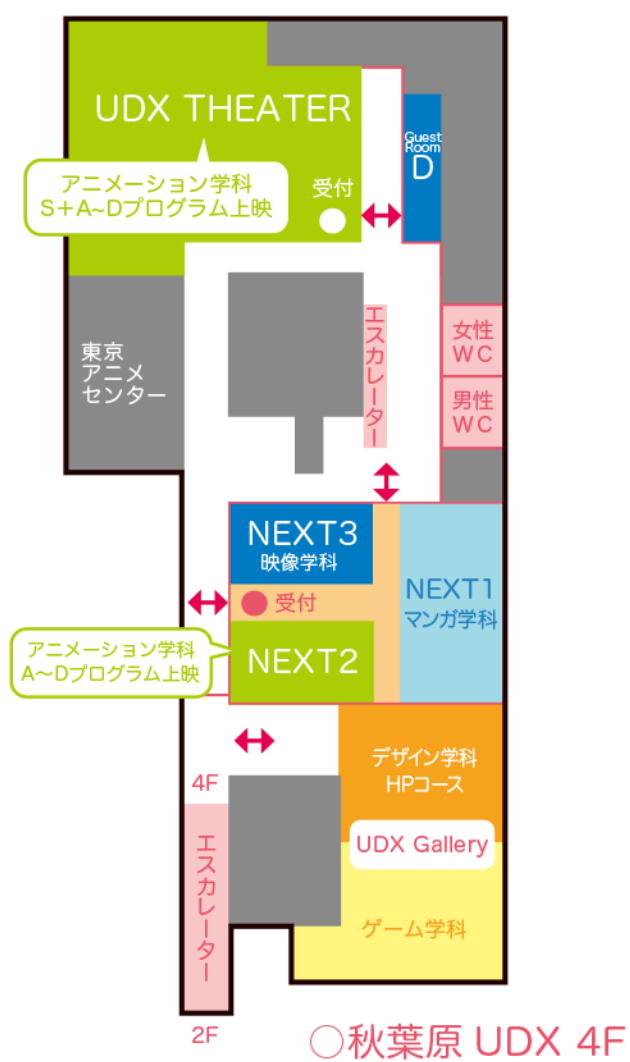 UDX THEATER
アニメーション学科
S+A~Dプログラム上映
受付
Guest
Room
D
エスカレーター
女性
WC
男性
WC
東京
アニメ
センター
NEXT3
映像学科
受付
NEXT1
マンガ学科
アニメーション学科
A〜Dプログラム上映
NEXT2
デザイン学科
HPコース
4F
UDX Gallery
エスカレーター
ゲーム学科
2F
○秋葉原 UDX 4F